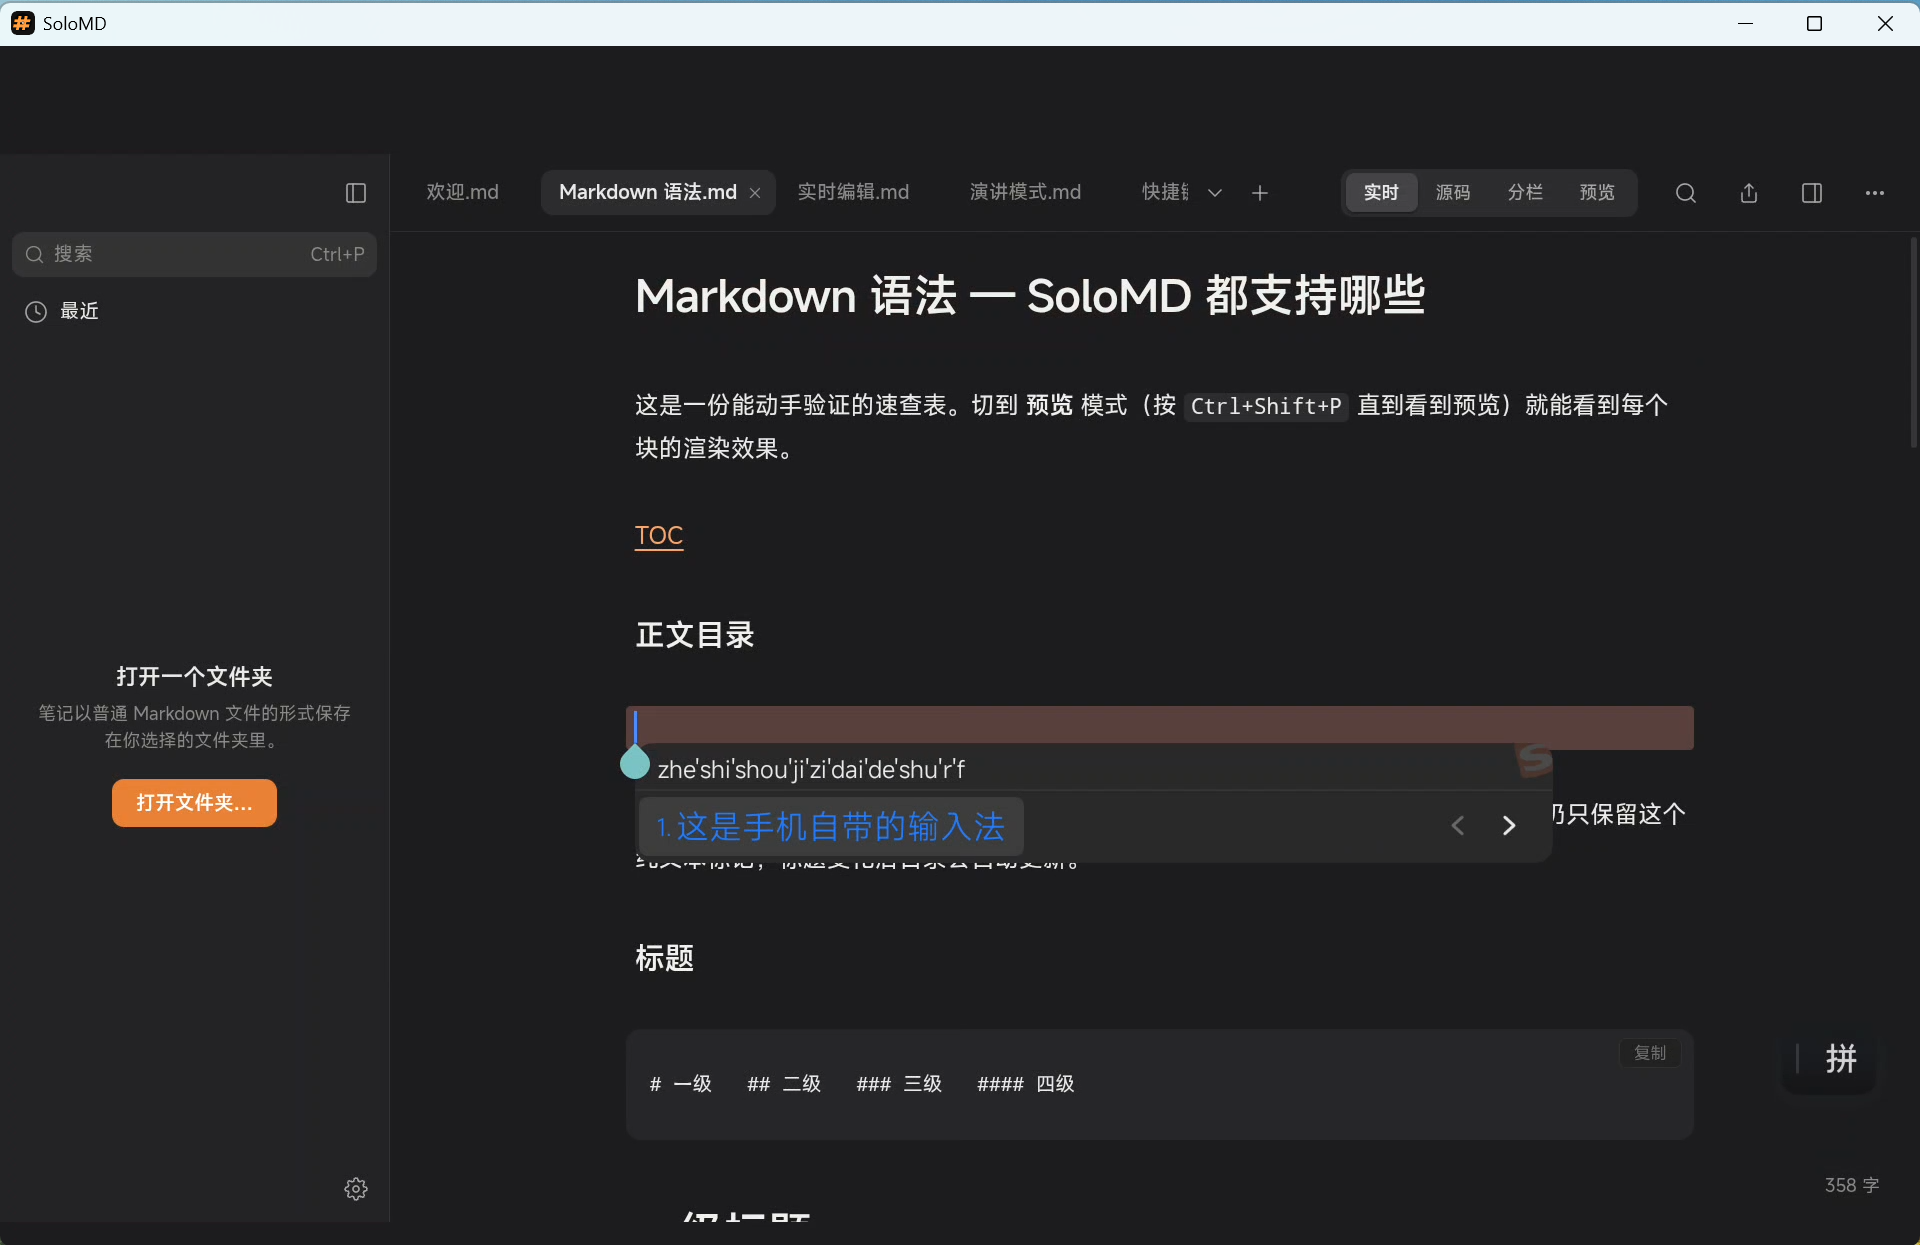 SoloMD
欢迎.md
Markdown 语法.md
实时编辑.md
演讲模式.md
快捷
实时
源码
分栏
预览
搜索
Ctrl+P
最近
Markdown 语法 — SoloMD 都支持哪些
这是一份能动手验证的速查表。切到 预览 模式（按 Ctrl+Shift+P 直到看到预览）就能看到每个
块的渲染效果。
TOC
正文目录
zhe'shi'shou'ji'zi'dai'de'shu'r'f
1.这是手机自带的输入法
仍只保留这个
打开一个文件夹
笔记以普通 Markdown 文件的形式保存
在你选择的文件夹里。
打开文件夹...
标题
复制
# 一级 ## 二级 ### 三级 #### 四级
拼
358 字